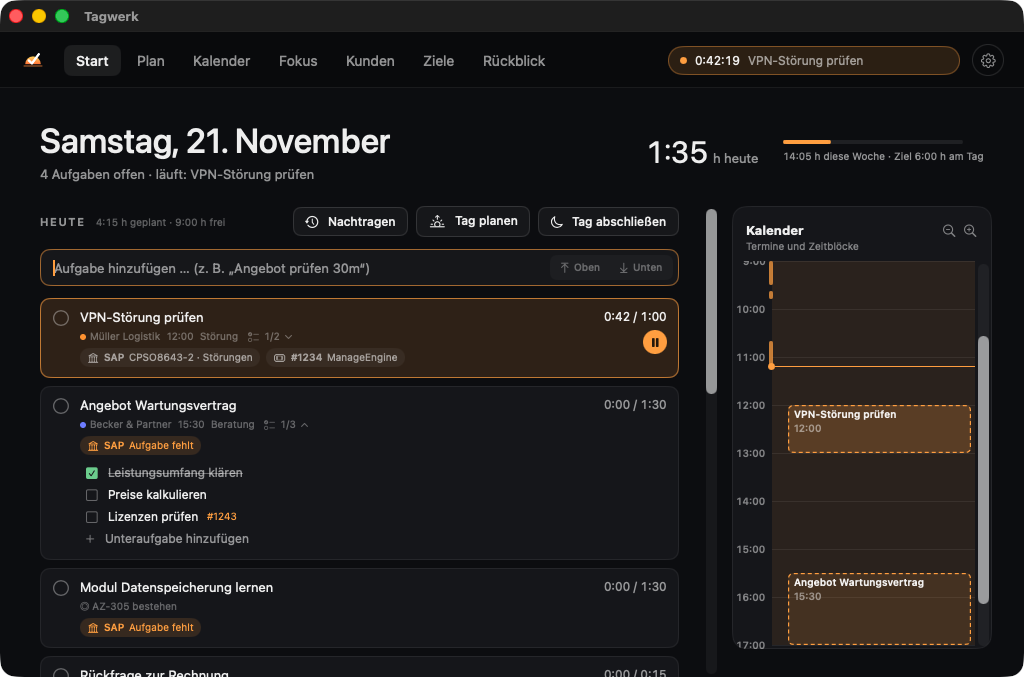 Tagwerk
Start Plan Kalender Fokus Kunden Ziele Rückblick
0:42:19 VPN-Störung prüfen
Samstag, 21. November
4 Aufgaben offen · läuft: VPN-Störung prüfen
1:35 h heute
14:05 h diese Woche · Ziel 6:00 h am Tag
HEUTE 4:15 h geplant · 9:00 h frei
Nachtragen
Tag planen
Tag abschließen
Aufgabe hinzufügen ... (z. B. „Angebot prüfen 30m“)
Oben
Unten
VPN-Störung prüfen 0:42 / 1:00
Müller Logistik 12:00 Störung 1/2
SAP CPSO8643-2 · Störungen #1234 ManageEngine
Angebot Wartungsvertrag 0:00 / 1:30
Becker & Partner 15:30 Beratung 1/3
SAP Aufgabe fehlt
Leistungsumfang klären
Preise kalkulieren
Lizenzen prüfen #1243
+ Unteraufgabe hinzufügen
Modul Datenspeicherung lernen 0:00 / 1:30
AZ-305 bestehen
SAP Aufgabe fehlt
Rückfrage zur Rechnung 0:00 / 0:15
Kalender
Termine und Zeitblöcke
9:00
10:00
11:00
12:00
VPN-Störung prüfen
12:00
13:00
14:00
15:00
Angebot Wartungsvertrag
15:30
16:00
17:00